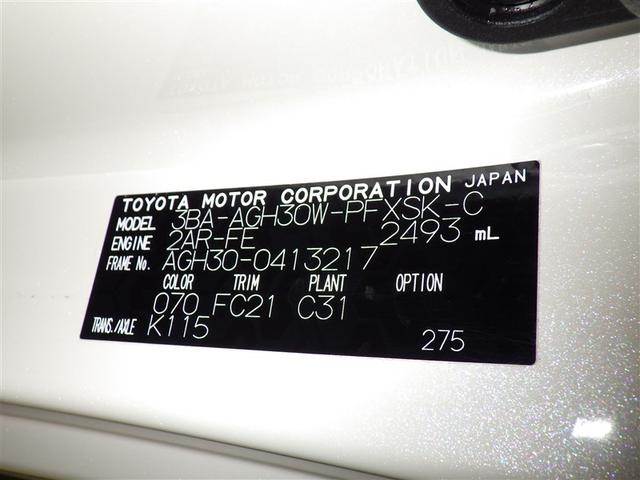 TOYOTA MOTOR CORPORATION JAPAN
MODEL 3BA-AGH30W-PFXSK-C
ENGINE 2AR-FE 2493 mL
FRAME No. AGH30-0413217
COLOR TRIM PLANT OPTION
070 FC21 C31
TRANS./AXLE K115
275